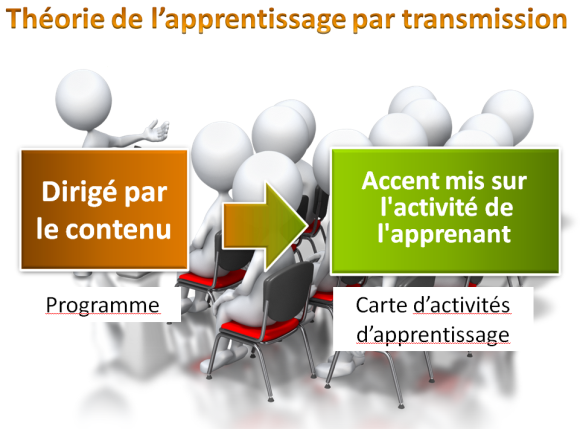 Théorie de l’apprentissage par transmission
Dirigé par
le contenu
Accent mis sur
l'activité de
l'apprenant
Programme
Carte d’activités
d’apprentissage